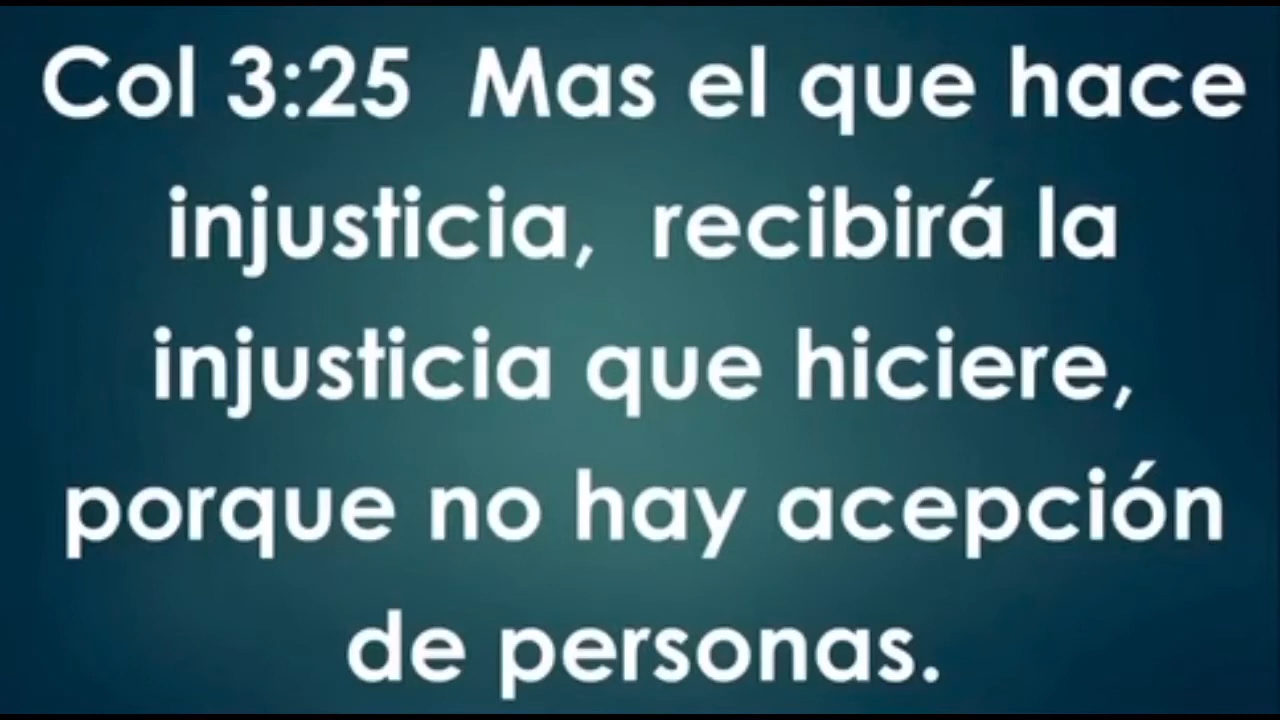 Col 3:25  Mas el que hace
injusticia,  recibirá la
injusticia que hiciere,
porque no hay acepción
de personas.